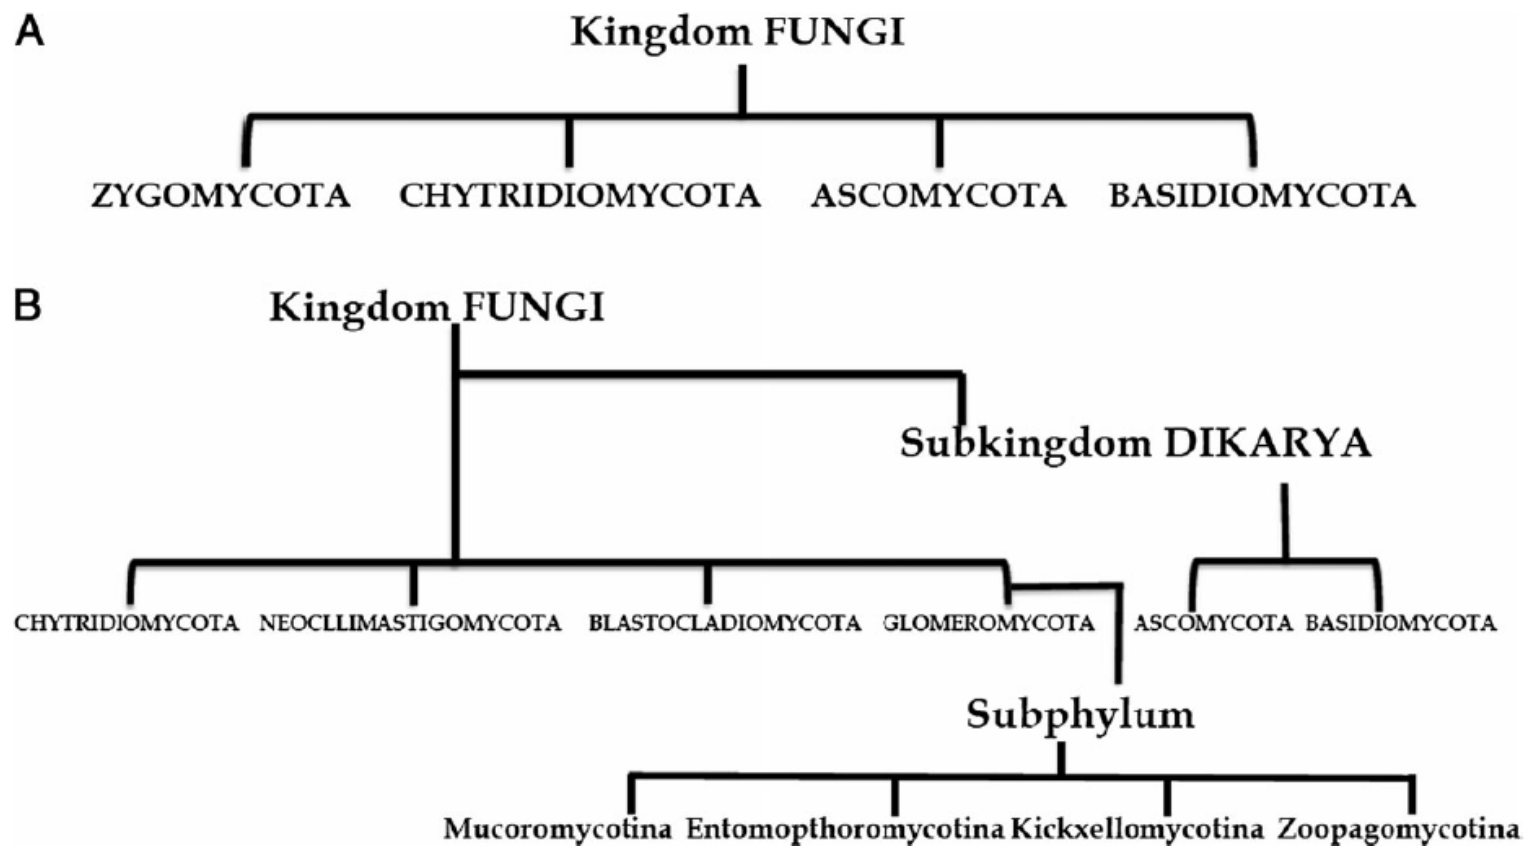 A
Kingdom FUNGI
ZYGOMYCOTA CHYTRIDIOMYCOTA ASCOMYCOTA BASIDIOMYCOTA
B
Kingdom FUNGI
Subkingdom DIKARYA
CHYTRIDIOMYCOTA NEOCLLIMASTIGOMYCOTA BLASTOCLADIOMYCOTA GLOMEROMYCOTA ASCOMYCOTA BASIDIOMYCOTA
Subphylum
Mucoromycotina Entomopthoromycotina Kickxellomycotina Zoopagomycotina